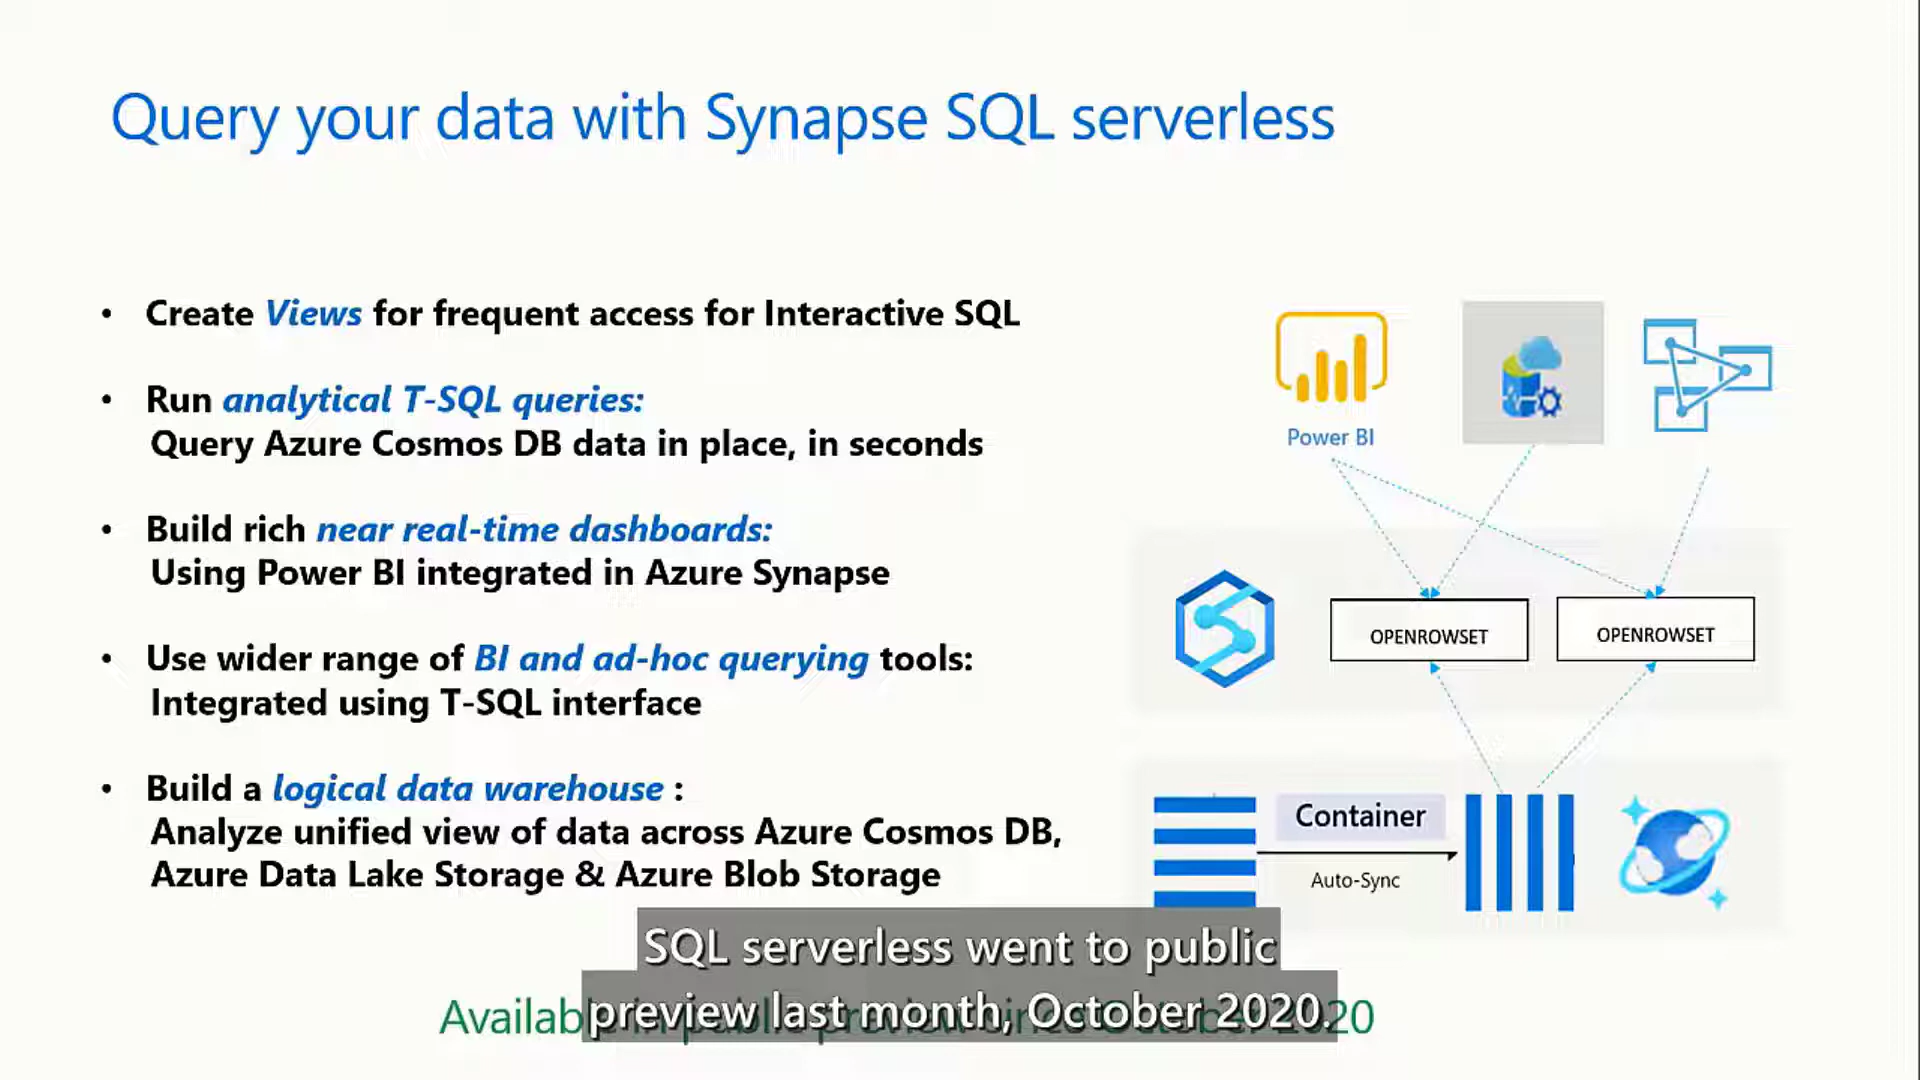 Query your data with Synapse SQL serverless
• Create Views for frequent access for Interactive SQL
• Run analytical T-SQL queries:
Query Azure Cosmos DB data in place, in seconds
• Build rich near real-time dashboards:
Using Power BI integrated in Azure Synapse
• Use wider range of BI and ad-hoc querying tools:
Integrated using T-SQL interface
• Build a logical data warehouse :
Analyze unified view of data across Azure Cosmos DB,
Azure Data Lake Storage & Azure Blob Storage
Power BI
OPENROWSET
OPENROWSET
Container
Auto-Sync
SQL serverless went to public
preview last month, October 2020.